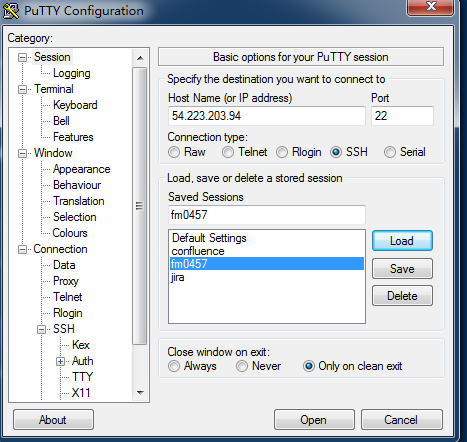 PuTTY Configuration
Category:
Session
Logging
Terminal
Keyboard
Bell
Features
Window
Appearance
Behaviour
Translation
Selection
Colours
Connection
Data
Proxy
Telnet
Rlogin
SSH
Kex
Auth
TTY
X11
Basic options for your PuTTY session
Specify the destination you want to connect to
Host Name (or IP address) Port
54.223.203.94 22
Connection type:
Raw Telnet Rlogin SSH Serial
Load, save or delete a stored session
Saved Sessions
fm0457
Default Settings
confluence
fm0457
jira
Load
Save
Delete
Close window on exit:
Always Never Only on clean exit
About Open Cancel